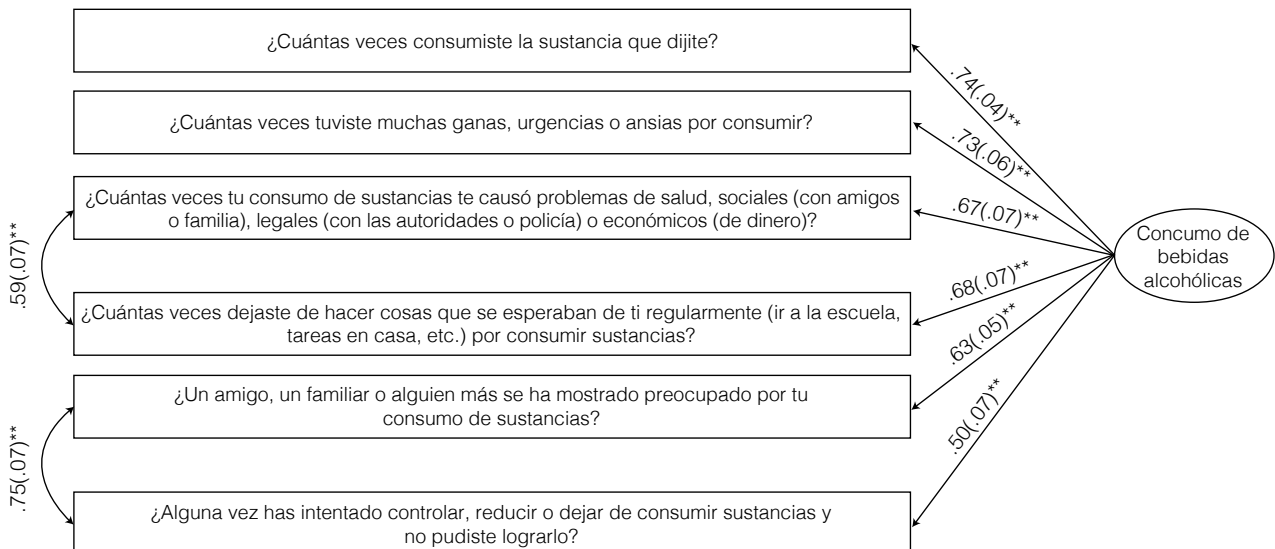 ¿Cuántas veces consumiste la sustancia que dijite?
.74(.04)**
¿Cuántas veces tuviste muchas ganas, urgencias o ansias por consumir?
.73(.06)**
¿Cuántas veces tu consumo de sustancias te causó problemas de salud, sociales (con amigos
o familia), legales (con las autoridades o policía) o económicos (de dinero)?
.67(.07)**
.59(.07)**
Concumo de
bebidas
alcohólicas
¿Cuántas veces dejaste de hacer cosas que se esperaban de ti regularmente (ir a la escuela,
tareas en casa, etc.) por consumir sustancias?
.68(.07)**
¿Un amigo, un familiar o alguien más se ha mostrado preocupado por tu
consumo de sustancias?
.63(.05)**
.75(.07)**
¿Alguna vez has intentado controlar, reducir o dejar de consumir sustancias y
no pudiste lograrlo?
.50(.07)**